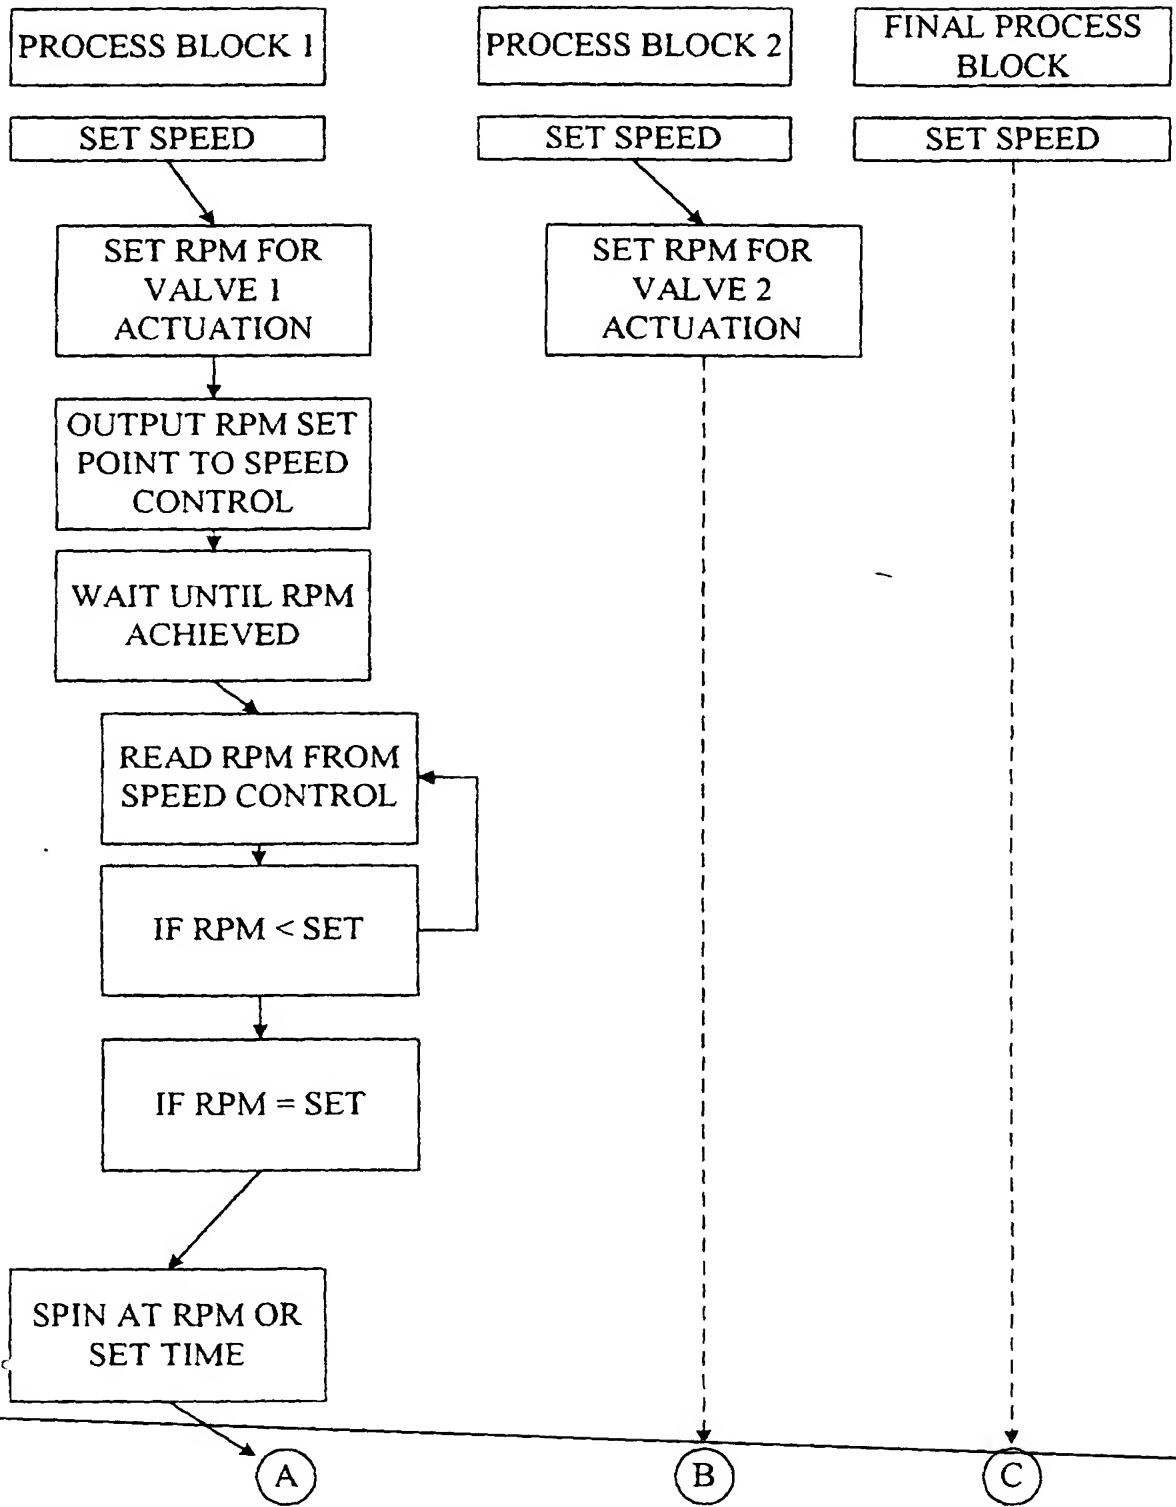 PROCESS BLOCK 1
SET SPEED
SET RPM FOR
VALVE 1
ACTUATION
OUTPUT RPM SET
POINT TO SPEED
CONTROL
WAIT UNTIL RPM
ACHIEVED
READ RPM FROM
SPEED CONTROL
IF RPM < SET
IF RPM = SET
SPIN AT RPM OR
SET TIME
A
PROCESS BLOCK 2
SET SPEED
SET RPM FOR
VALVE 2
ACTUATION
B
FINAL PROCESS
BLOCK
SET SPEED
C